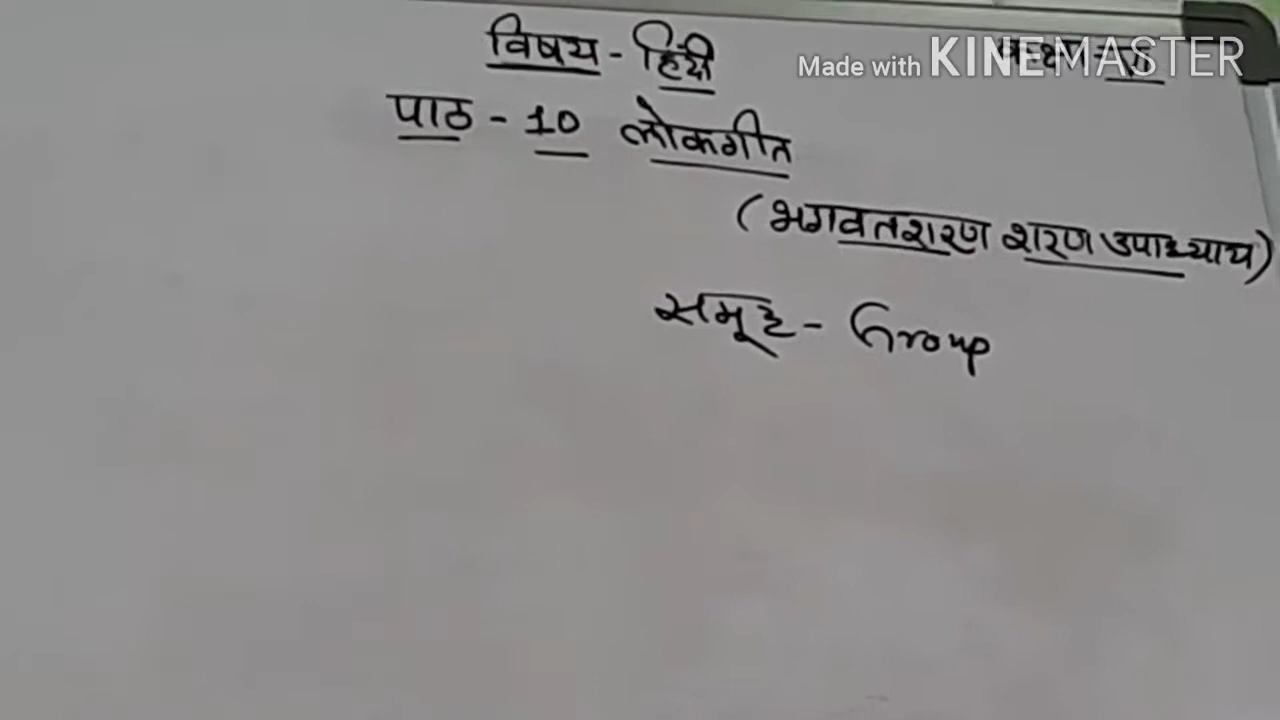 विषय - हिंदी
Made with KINEMASTER
पाठ - 10 लोकगीत
(भगवतशरण शरण उपाध्याय)
समूह - Group